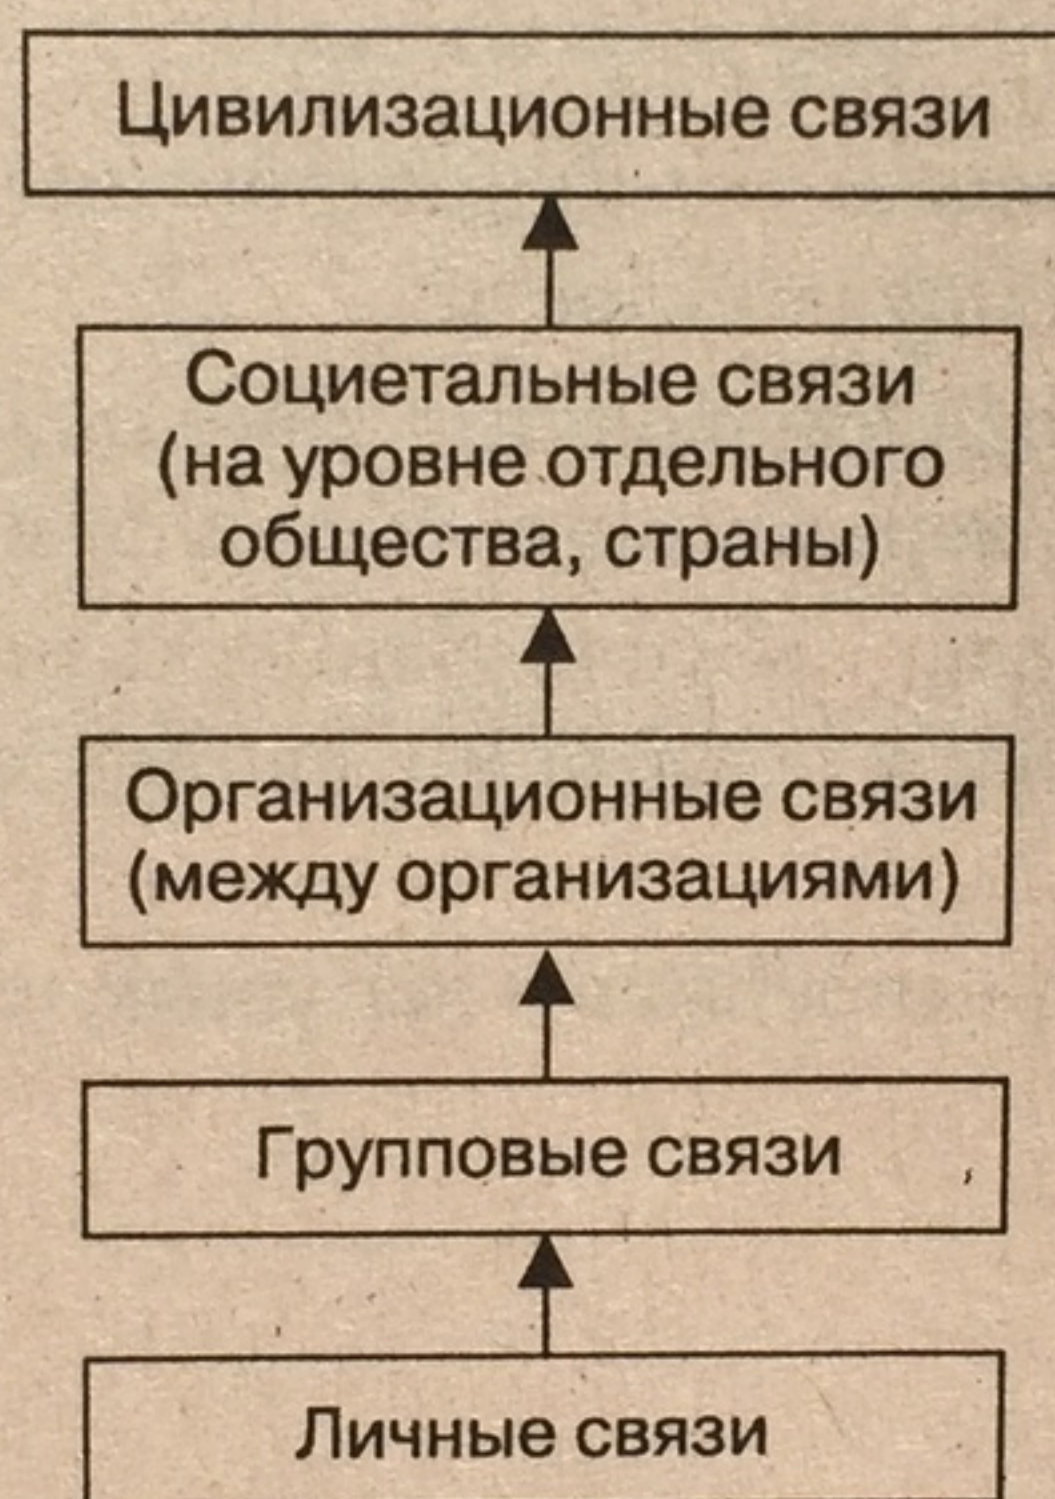 Цивилизационные связи
Социетальные связи
(на уровне отдельного
общества, страны)
Организационные связи
(между организациями)
Групповые связи
Личные связи